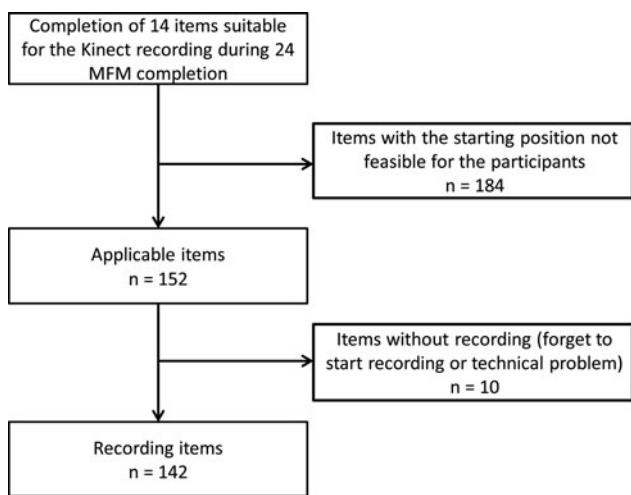 Completion of 14 items suitable
for the Kinect recording during 24
MFM completion
Items with the starting position not
feasible for the participants
n = 184
Applicable items
n = 152
Items without recording (forget to
start recording or technical problem)
n = 10
Recording items
n = 142